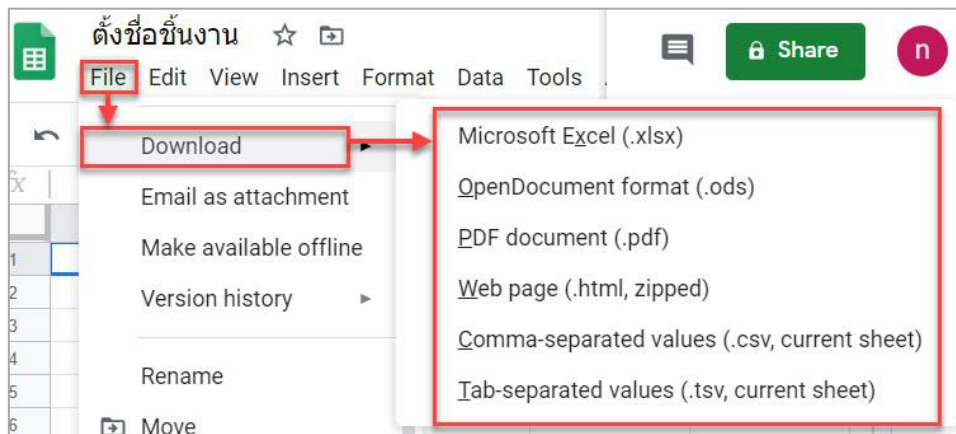 ตั้งชื่อชิ้นงาน
Share
n
File Edit View Insert Format Data Tools
fx
Download
Microsoft Excel (.xlsx)
OpenDocument format (.ods)
PDF document (.pdf)
Web page (.html, zipped)
Comma-separated values (.csv, current sheet)
Tab-separated values (.tsv, current sheet)
Email as attachment
Make available offline
Version history
Rename
Move
1
2
3
4
5
6